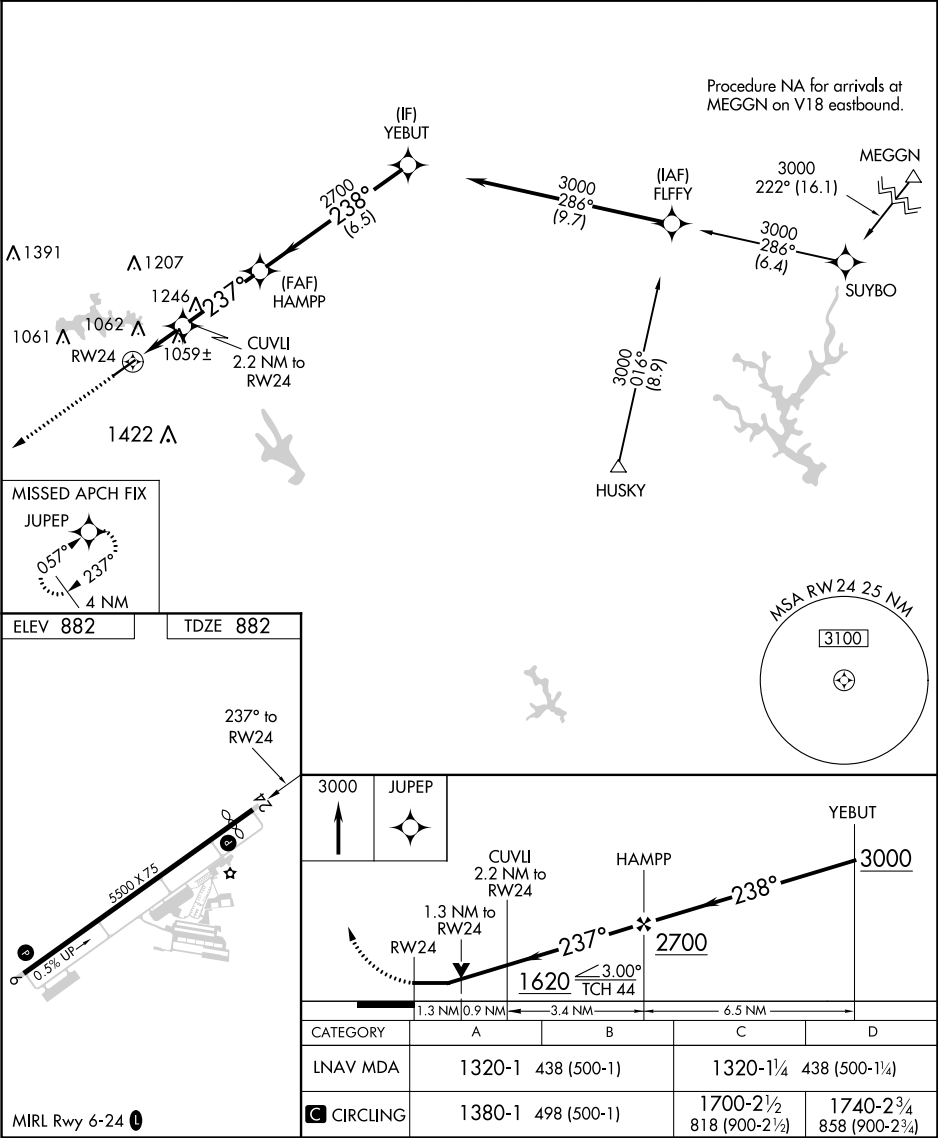 Procedure NA for arrivals at
MEGGN on V18 eastbound.
(IF)
YEBUT
MEGGN
3000
222° (16.1)
(IAF)
FLFFY
3000
286°
(9.7)
2700
238°
(6.5)
3000
286°
(6.4)
SUYBO
1391
1207
(FAF)
HAMPP
1246
237°
1061
1062
1059±
RW24
CUVLI
2.2 NM to
RW24
3000
016°
(8.9)
1422
HUSKY
MISSED APCH FIX
JUPEP
057°
237°
4 NM
MSA RW24 25 NM
3100
ELEV 882
TDZE 882
237° to
RW24
24
P
5500 X 75
P
0.5% UP
6
MIRL Rwy 6-24 L
3000
JUPEP
YEBUT
CUVLI
2.2 NM to
RW24
HAMPP
3000
238°
1.3 NM to
RW24
RW24
237°
2700
1620
3.00°
TCH 44
1.3 NM 0.9 NM 3.4 NM 6.5 NM
CATEGORY A B C D
LNAV MDA 1320-1 438 (500-1) 1320-1¼ 438 (500-1¼)
C CIRCLING 1380-1 498 (500-1) 1700-2½ 1740-2¾
818 (900-2½) 858 (900-2¾)